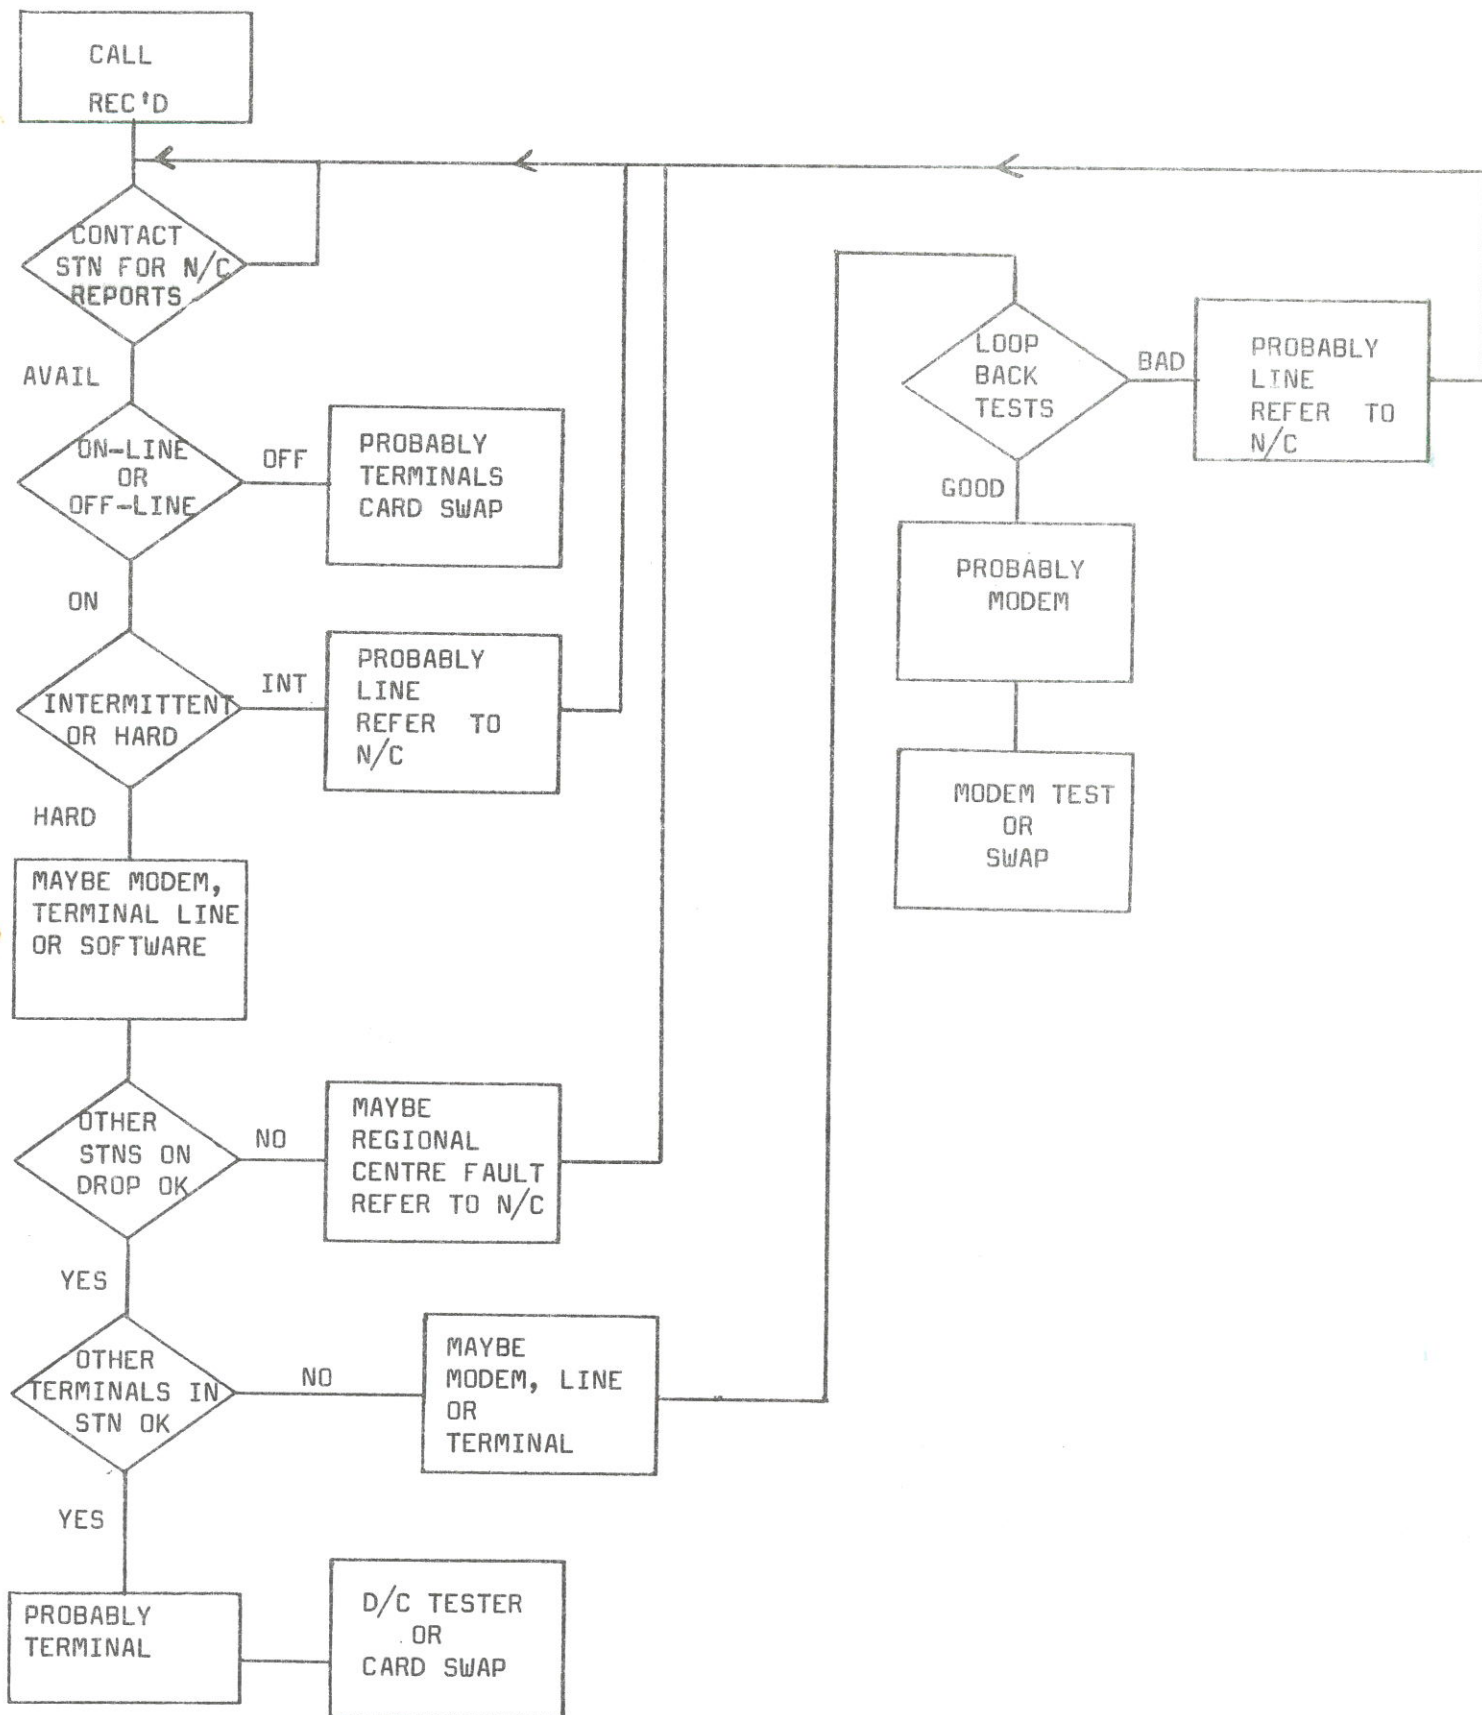 CALL
REC'D
CONTACT
STN FOR N/C
REPORTS
AVAIL
ON-LINE
OR
OFF-LINE
OFF
PROBABLY
TERMINALS
CARD SWAP
ON
INTERMITTENT
OR HARD
INT
PROBABLY
LINE
REFER TO
N/C
HARD
MAYBE MODEM,
TERMINAL LINE
OR SOFTWARE
OTHER
STNS ON
DROP OK
NO
MAYBE
REGIONAL
CENTRE FAULT
REFER TO N/C
YES
OTHER
TERMINALS IN
STN OK
NO
MAYBE
MODEM, LINE
OR
TERMINAL
YES
PROBABLY
TERMINAL
D/C TESTER
OR
CARD SWAP
LOOP
BACK
TESTS
BAD
PROBABLY
LINE
REFER TO
N/C
GOOD
PROBABLY
MODEM
MODEM TEST
OR
SWAP